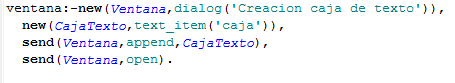 ventana:-new(Ventana,dialog('Creacion caja de texto')),
new(CajaTexto,text_item('caja')),
send(Ventana,append,CajaTexto),
send(Ventana,open).